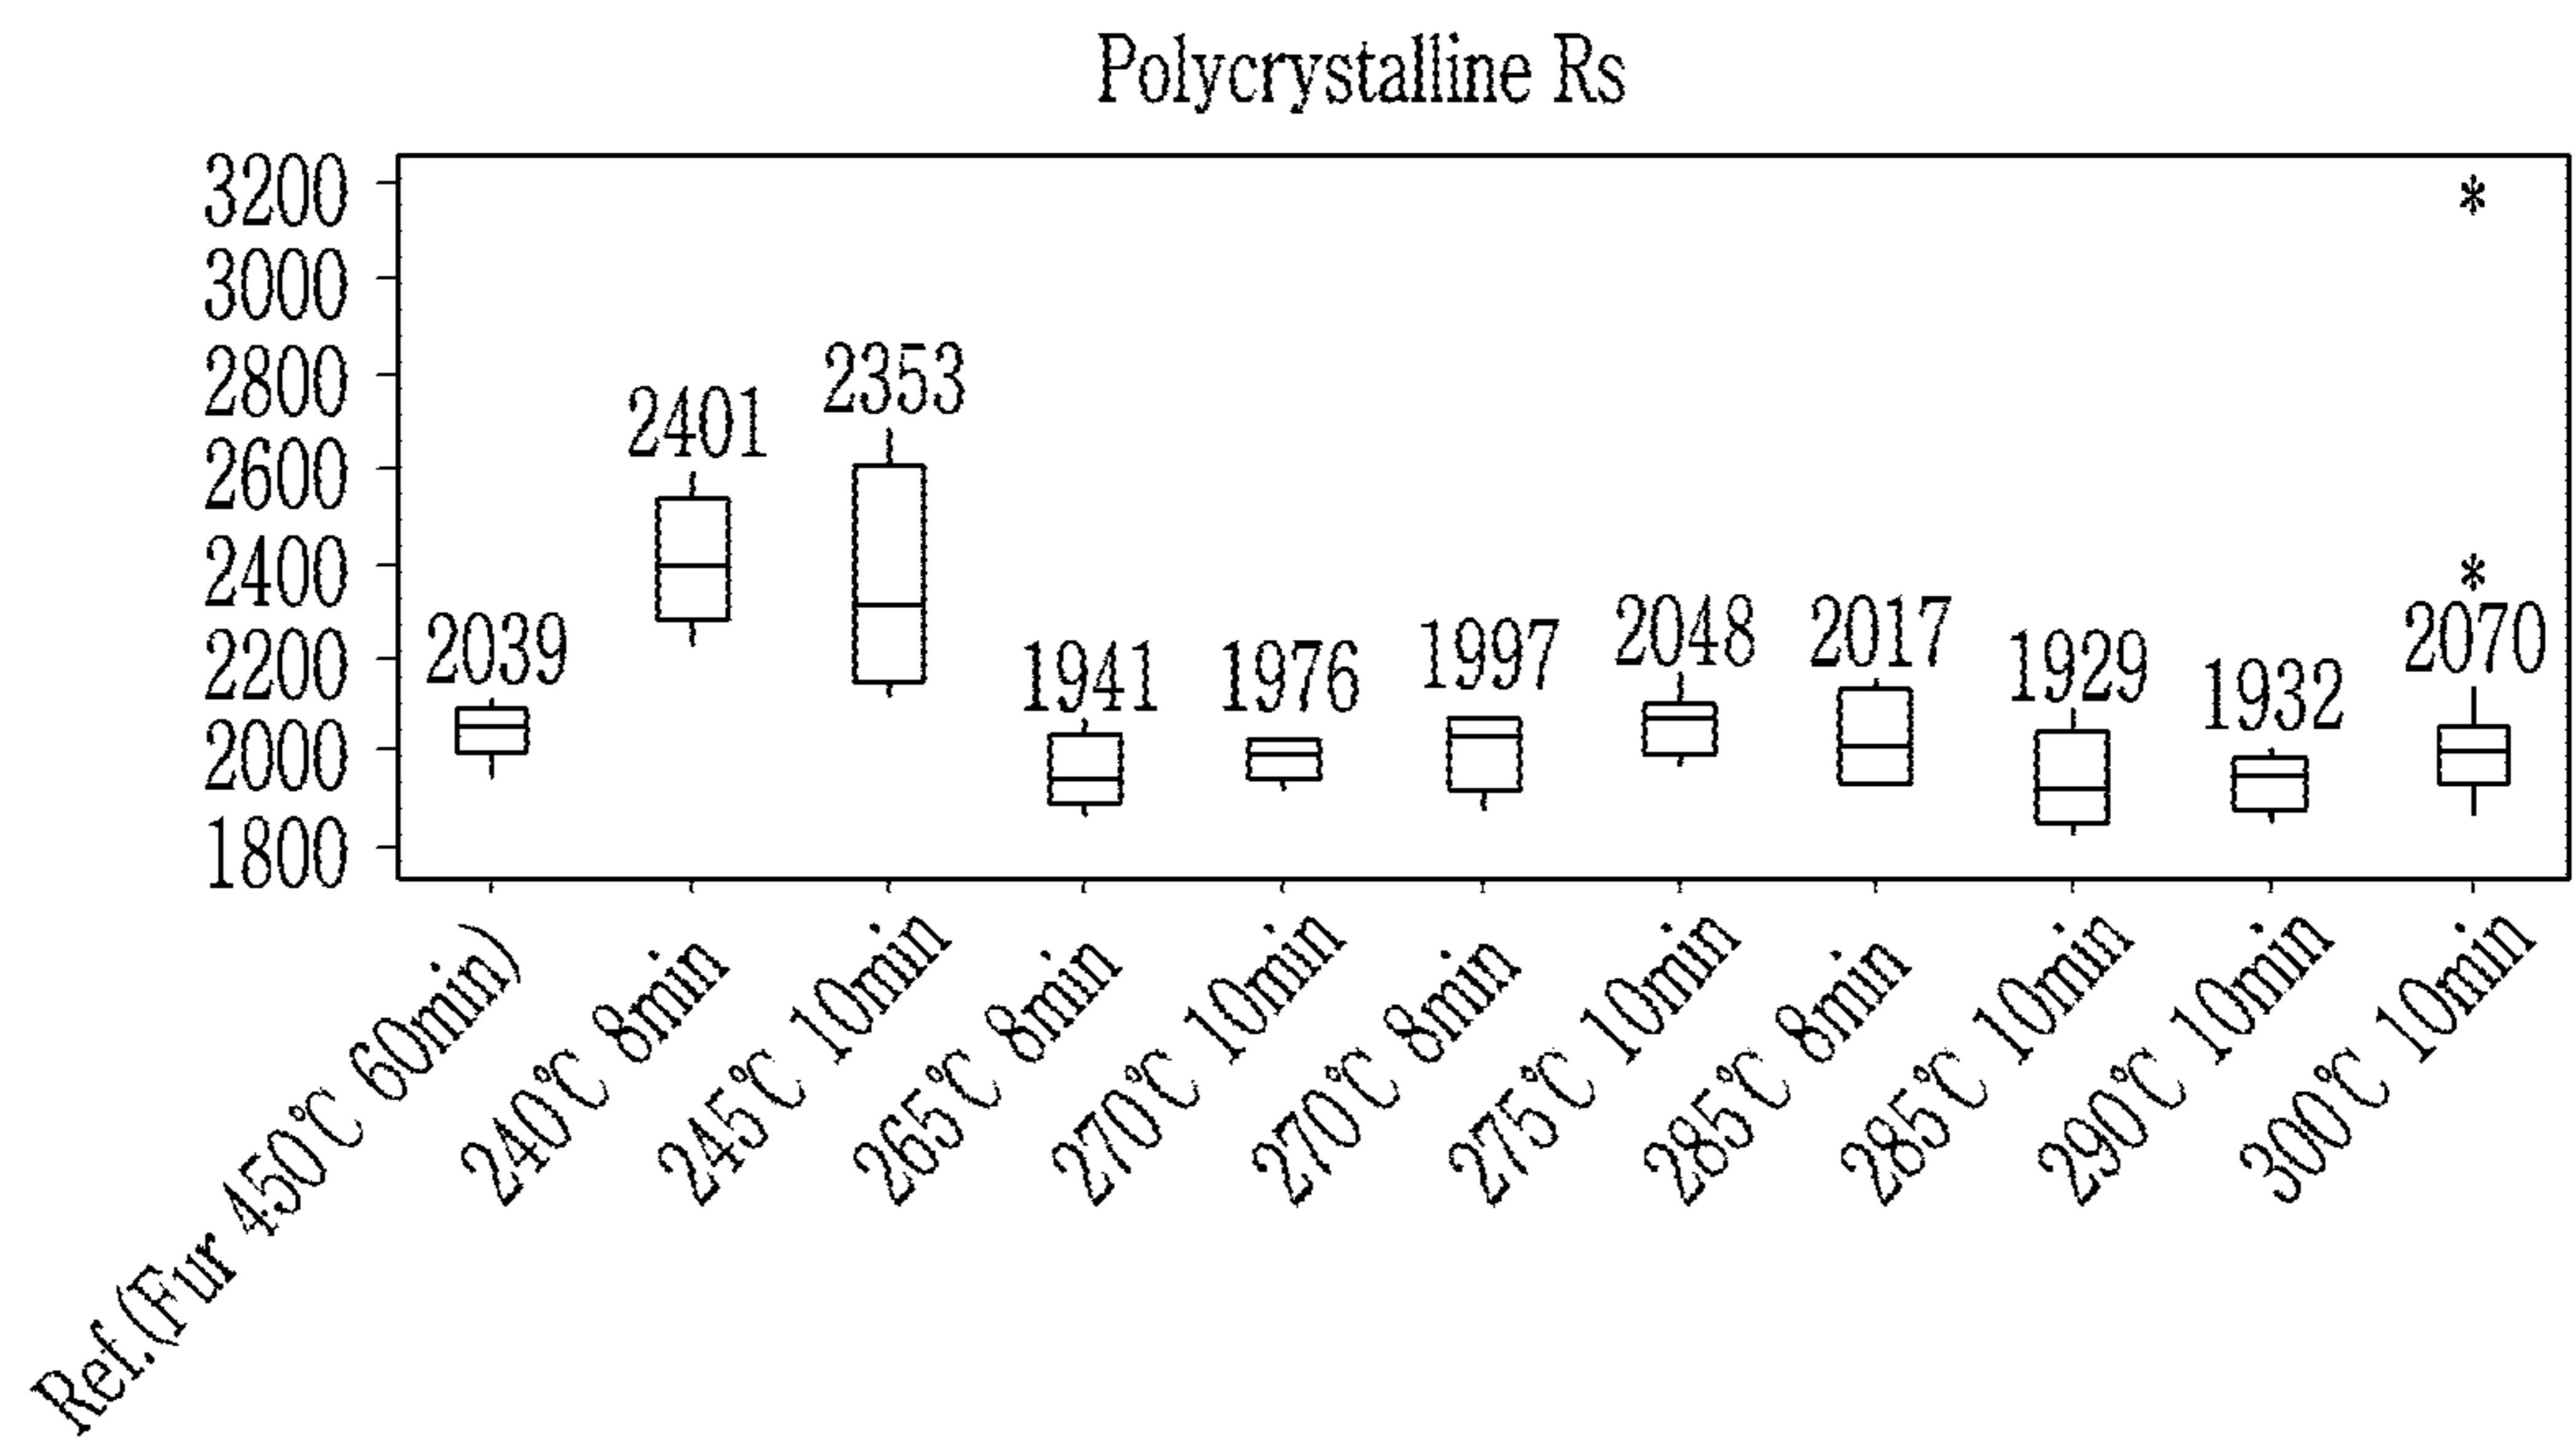 Polycrystalline Rs
3200
3000
2800
2600
2400
2200
2000
1800
2039
2401
2353
1941
1976
1997
2048
2017
1929
1932
2070
*
*
Ref.(Fur 450℃ 60min)
240℃ 8min
245℃ 10min
265℃ 8min
270℃ 10min
270℃ 8min
275℃ 10min
285℃ 8min
285℃ 10min
290℃ 10min
300℃ 10min